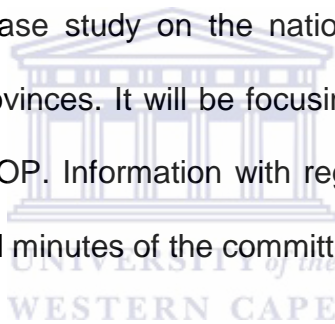 ase study on the natio
ovinces. It will be focusin
OP. Information with reg
d minutes of the committ
UNIVERSITY of the
WESTERN CAPE